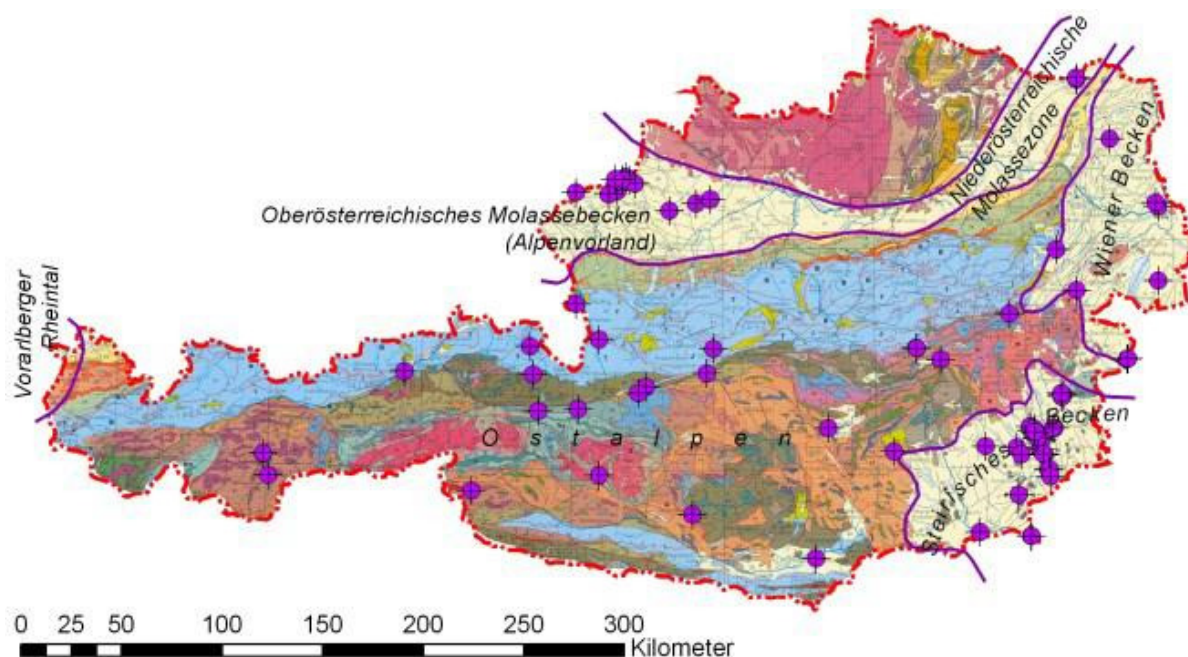 Niederösterreichische
Molassezone
Wiener Becken
Oberösterreichisches Molassebecken
(Alpenvorland)
Vorarlberger
Rheintal
Ostalpen
Steirisches Becken
0 25 50 100 150 200 250 300
Kilometer